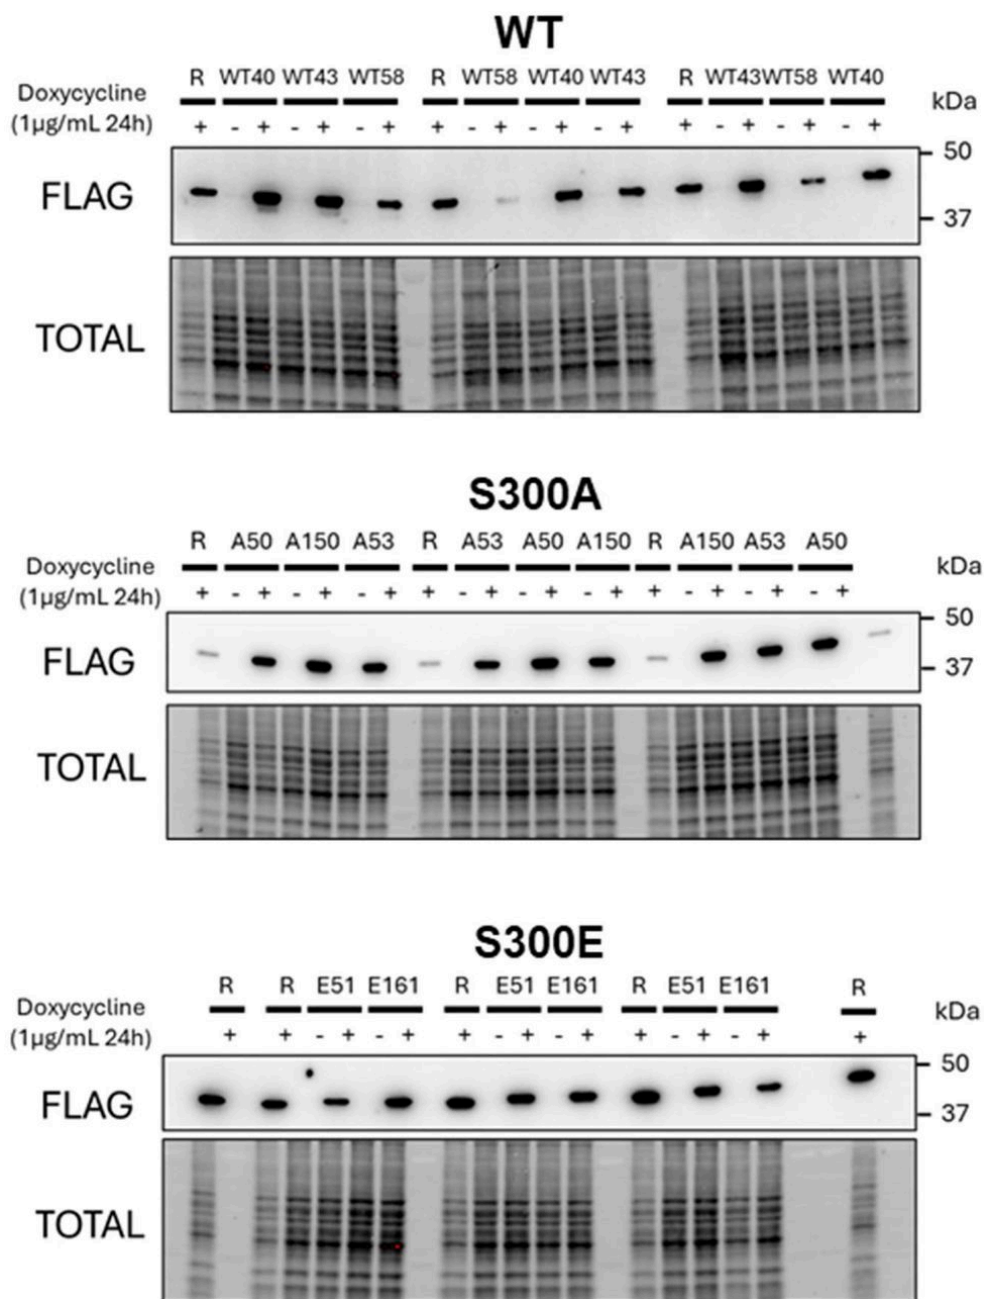 WT
R WT40 WT43 WT58 R WT58 WT40 WT43 R WT43 WT58 WT40
Doxycycline
(1µg/mL 24h)
+ - + - + - + + - + - + - + + - + - + - +
kDa
50
FLAG
37
TOTAL
S300A
R A50 A150 A53 R A53 A50 A150 R A150 A53 A50
Doxycycline
(1µg/mL 24h)
+ - + - + - + + - + - + - + + - + - + - +
kDa
50
FLAG
37
TOTAL
S300E
R R E51 E161 R E51 E161 R E51 E161 R
Doxycycline
(1µg/mL 24h)
+ + - + - + + - + - + + - + - + +
kDa
50
FLAG
37
TOTAL